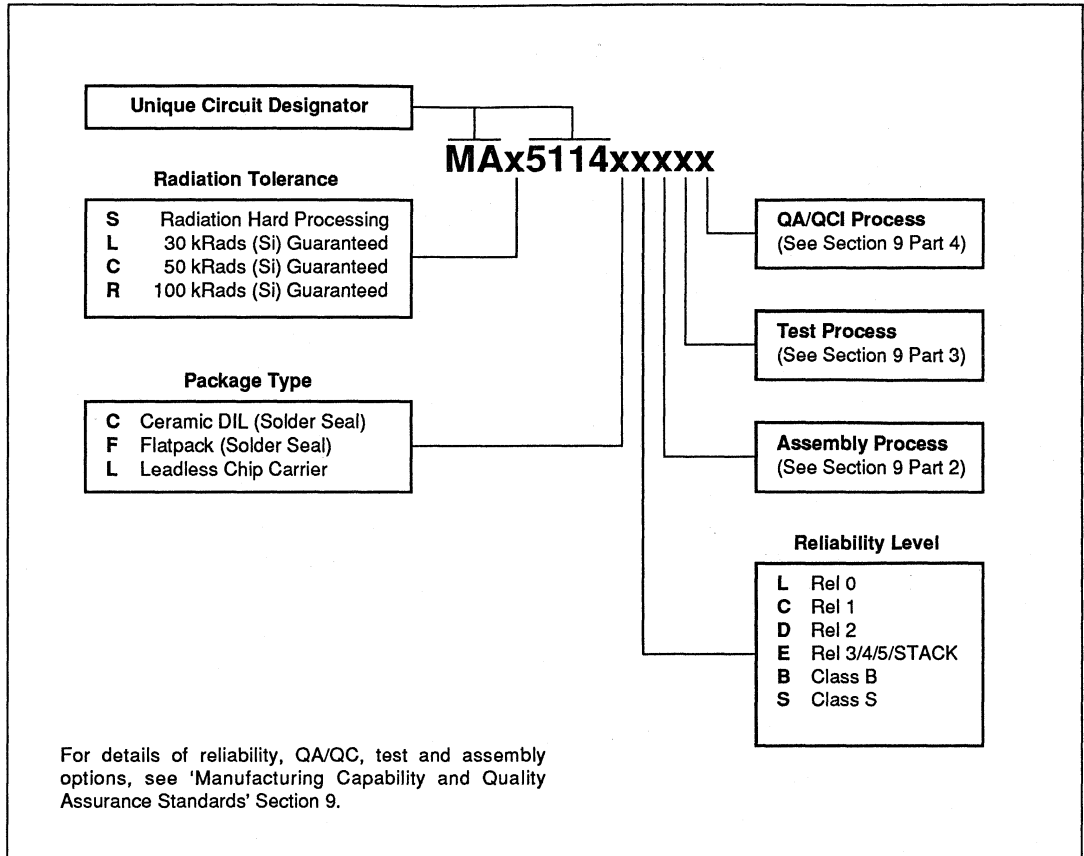 Unique Circuit Designator
MAx5114xxxxx
Radiation Tolerance
S Radiation Hard Processing
L 30 kRads (Si) Guaranteed
C 50 kRads (Si) Guaranteed
R 100 kRads (Si) Guaranteed
Package Type
C Ceramic DIL (Solder Seal)
F Flatpack (Solder Seal)
L Leadless Chip Carrier
QA/QCI Process
(See Section 9 Part 4)
Test Process
(See Section 9 Part 3)
Assembly Process
(See Section 9 Part 2)
Reliability Level
L Rel 0
C Rel 1
D Rel 2
E Rel 3/4/5/STACK
B Class B
S Class S
For details of reliability, QA/QC, test and assembly
options, see 'Manufacturing Capability and Quality
Assurance Standards' Section 9.